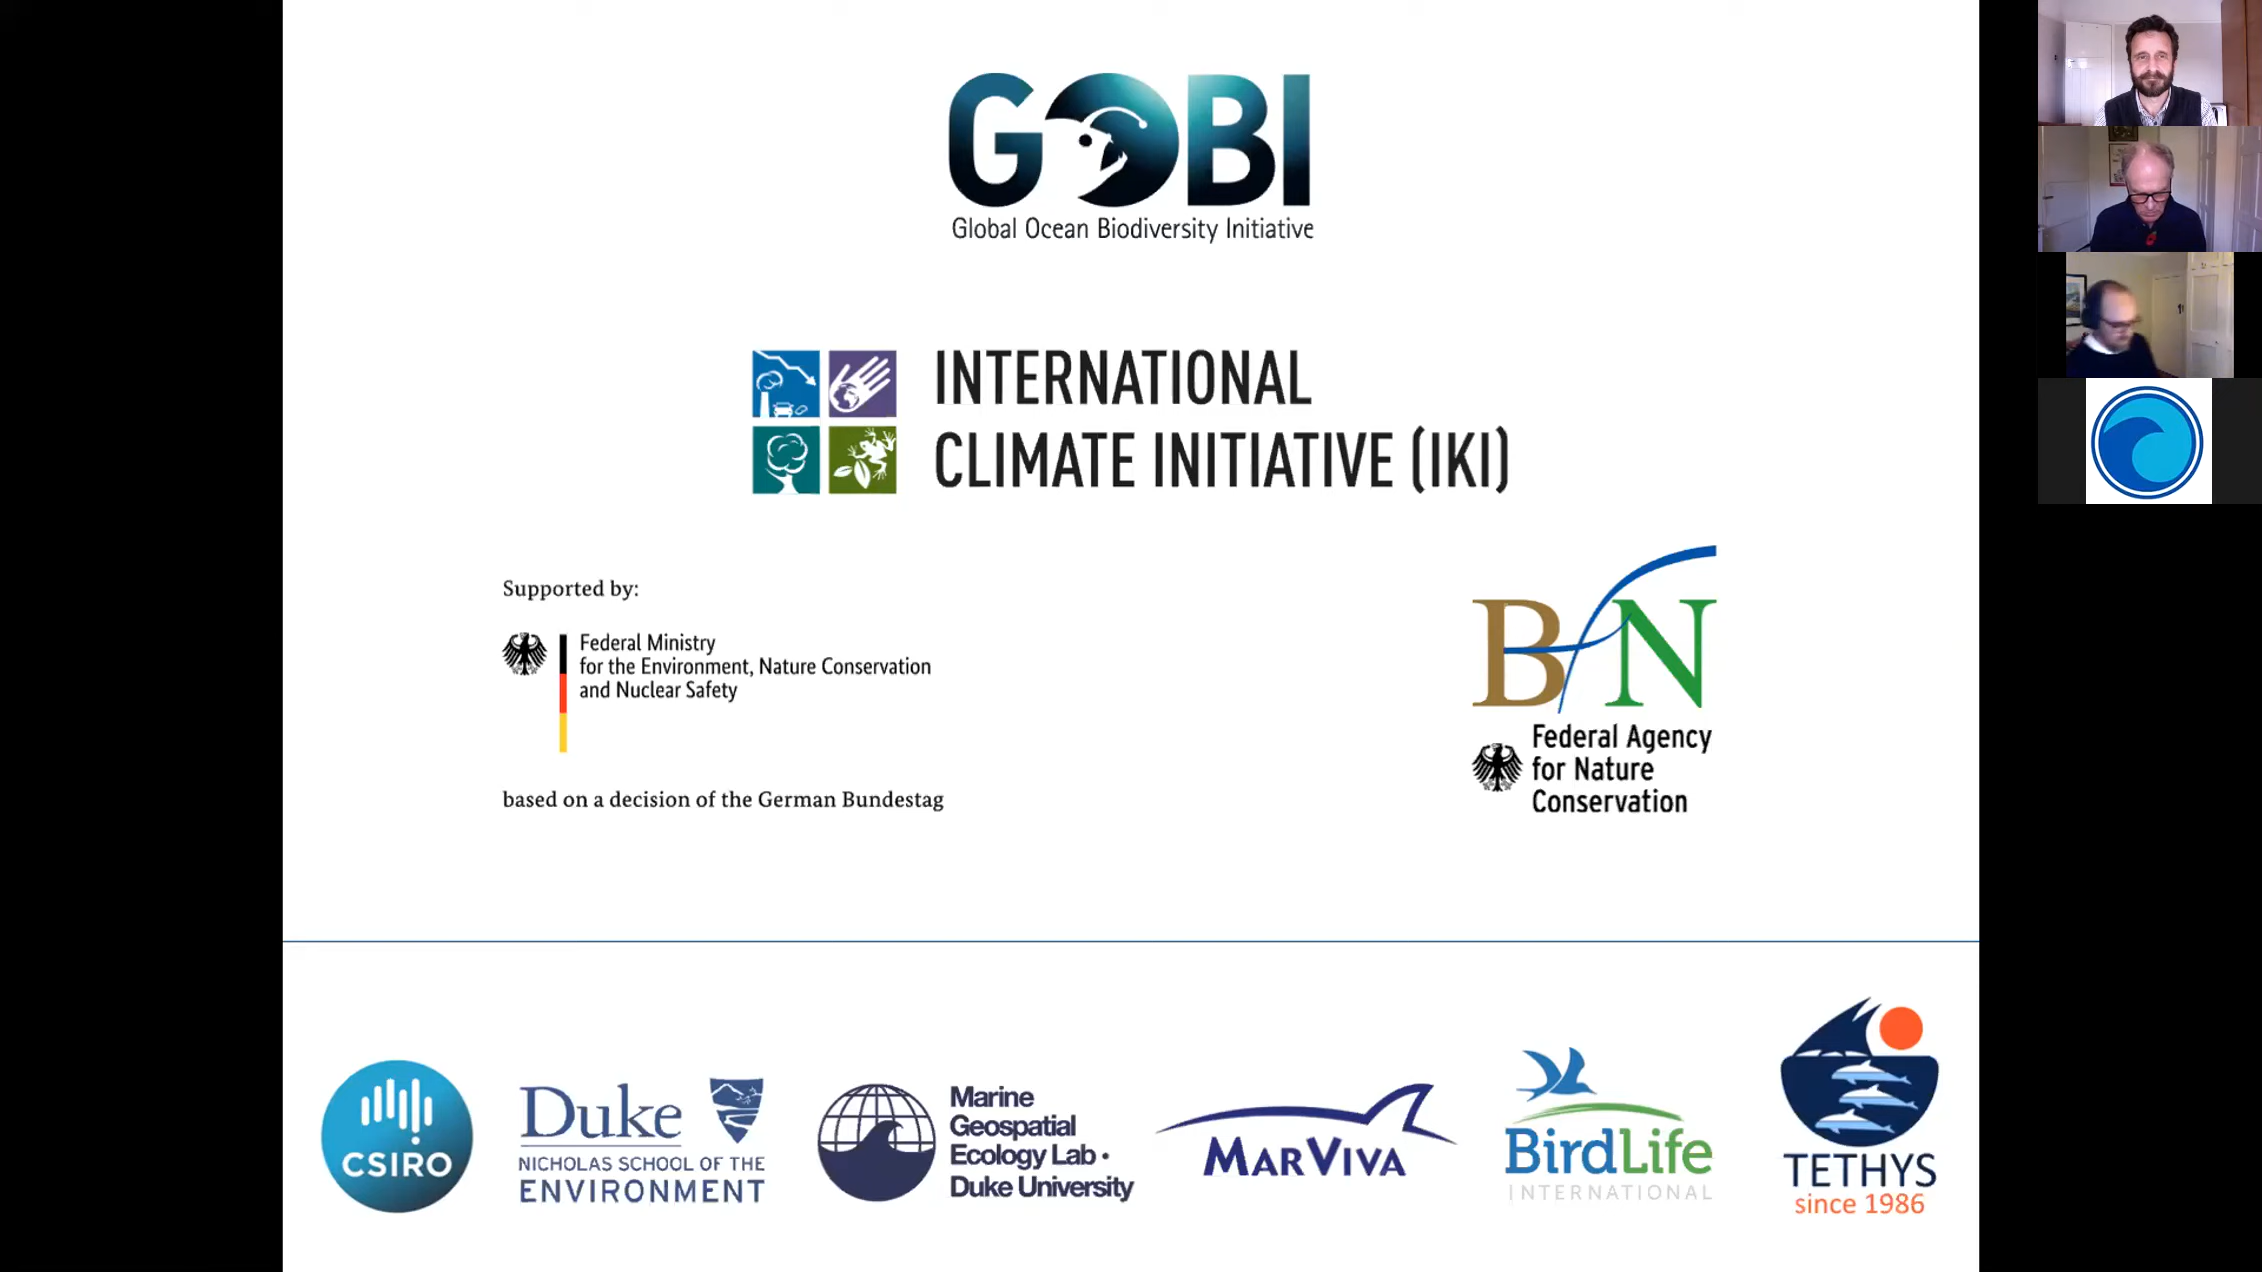 GOBI
Global Ocean Biodiversity Initiative
INTERNATIONAL
CLIMATE INITIATIVE (IKI)
Supported by:
Federal Ministry
for the Environment, Nature Conservation
and Nuclear Safety
based on a decision of the German Bundestag
BfN
Federal Agency
for Nature
Conservation
CSIRO
Duke
NICHOLAS SCHOOL OF THE
ENVIRONMENT
Marine
Geospatial
Ecology Lab •
Duke University
MARVIVA
BirdLife
INTERNATIONAL
TETHYS
since 1986